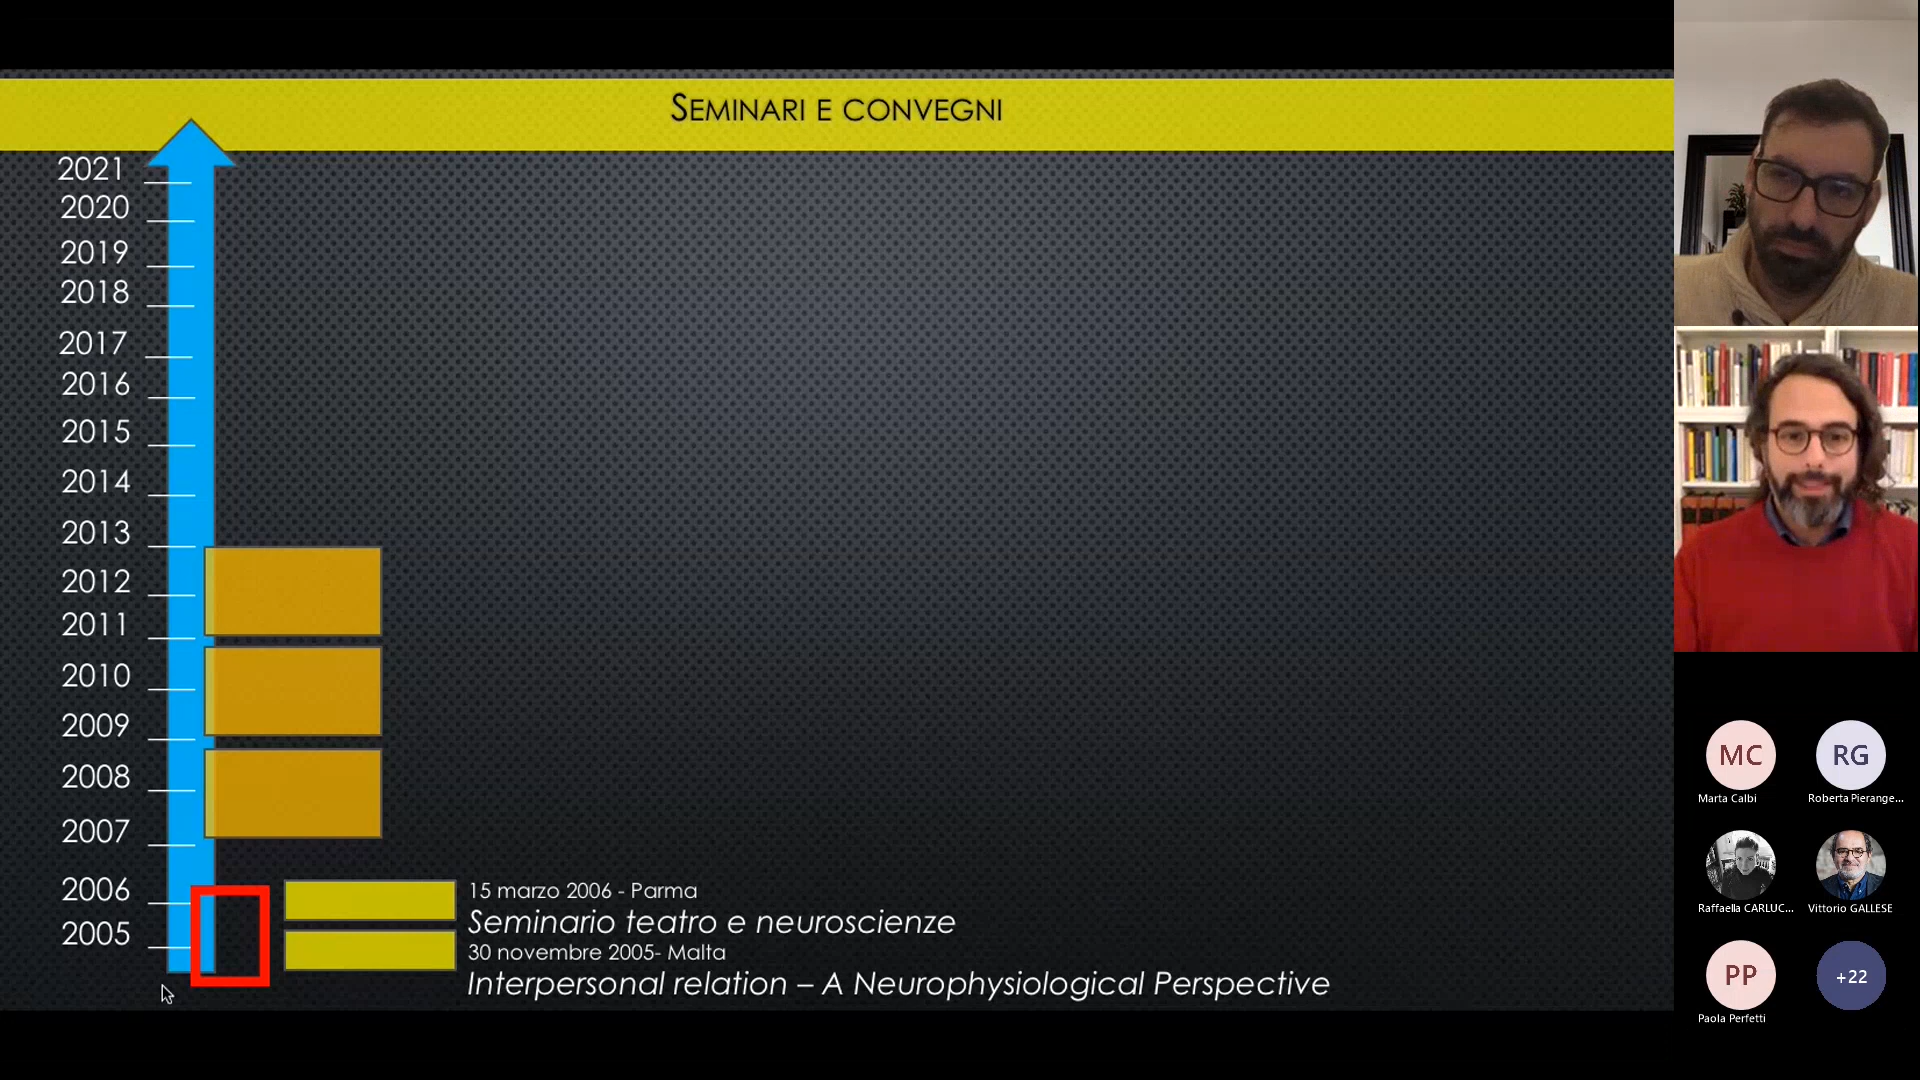 SEMINARI E CONVEGNI
2021
2020
2019
2018
2017
2016
2015
2014
2013
2012
2011
2010
2009
2008
2007
2006
2005
15 marzo 2006 - Parma
Seminario teatro e neuroscienze
30 novembre 2005- Malta
Interpersonal relation – A Neurophysiological Perspective
MC
RG
Marta Calbi
Roberta Pierange...
Raffaella CARLUC...
Vittorio GALLESE
PP
+22
Paola Perfetti